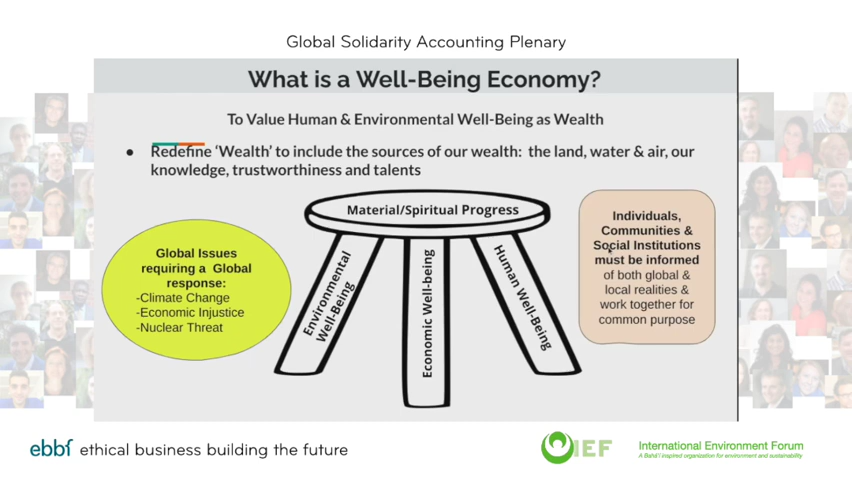 Global Solidarity Accounting Plenary
What is a Well-Being Economy?
To Value Human & Environmental Well-Being as Wealth
● Redefine ‘Wealth’ to include the sources of our wealth: the land, water & air, our
knowledge, trustworthiness and talents
Material/Spiritual Progress
Environmental
Well-Being
Economic Well-being
Human Well-Being
Global Issues
requiring a Global
response:
-Climate Change
-Economic Injustice
-Nuclear Threat
Individuals,
Communities &
Social Institutions
must be informed
of both global &
local realities &
work together for
common purpose
ebbf ethical business building the future
IEF
International Environment Forum
A Bahá'í inspired organization for environment and sustainability